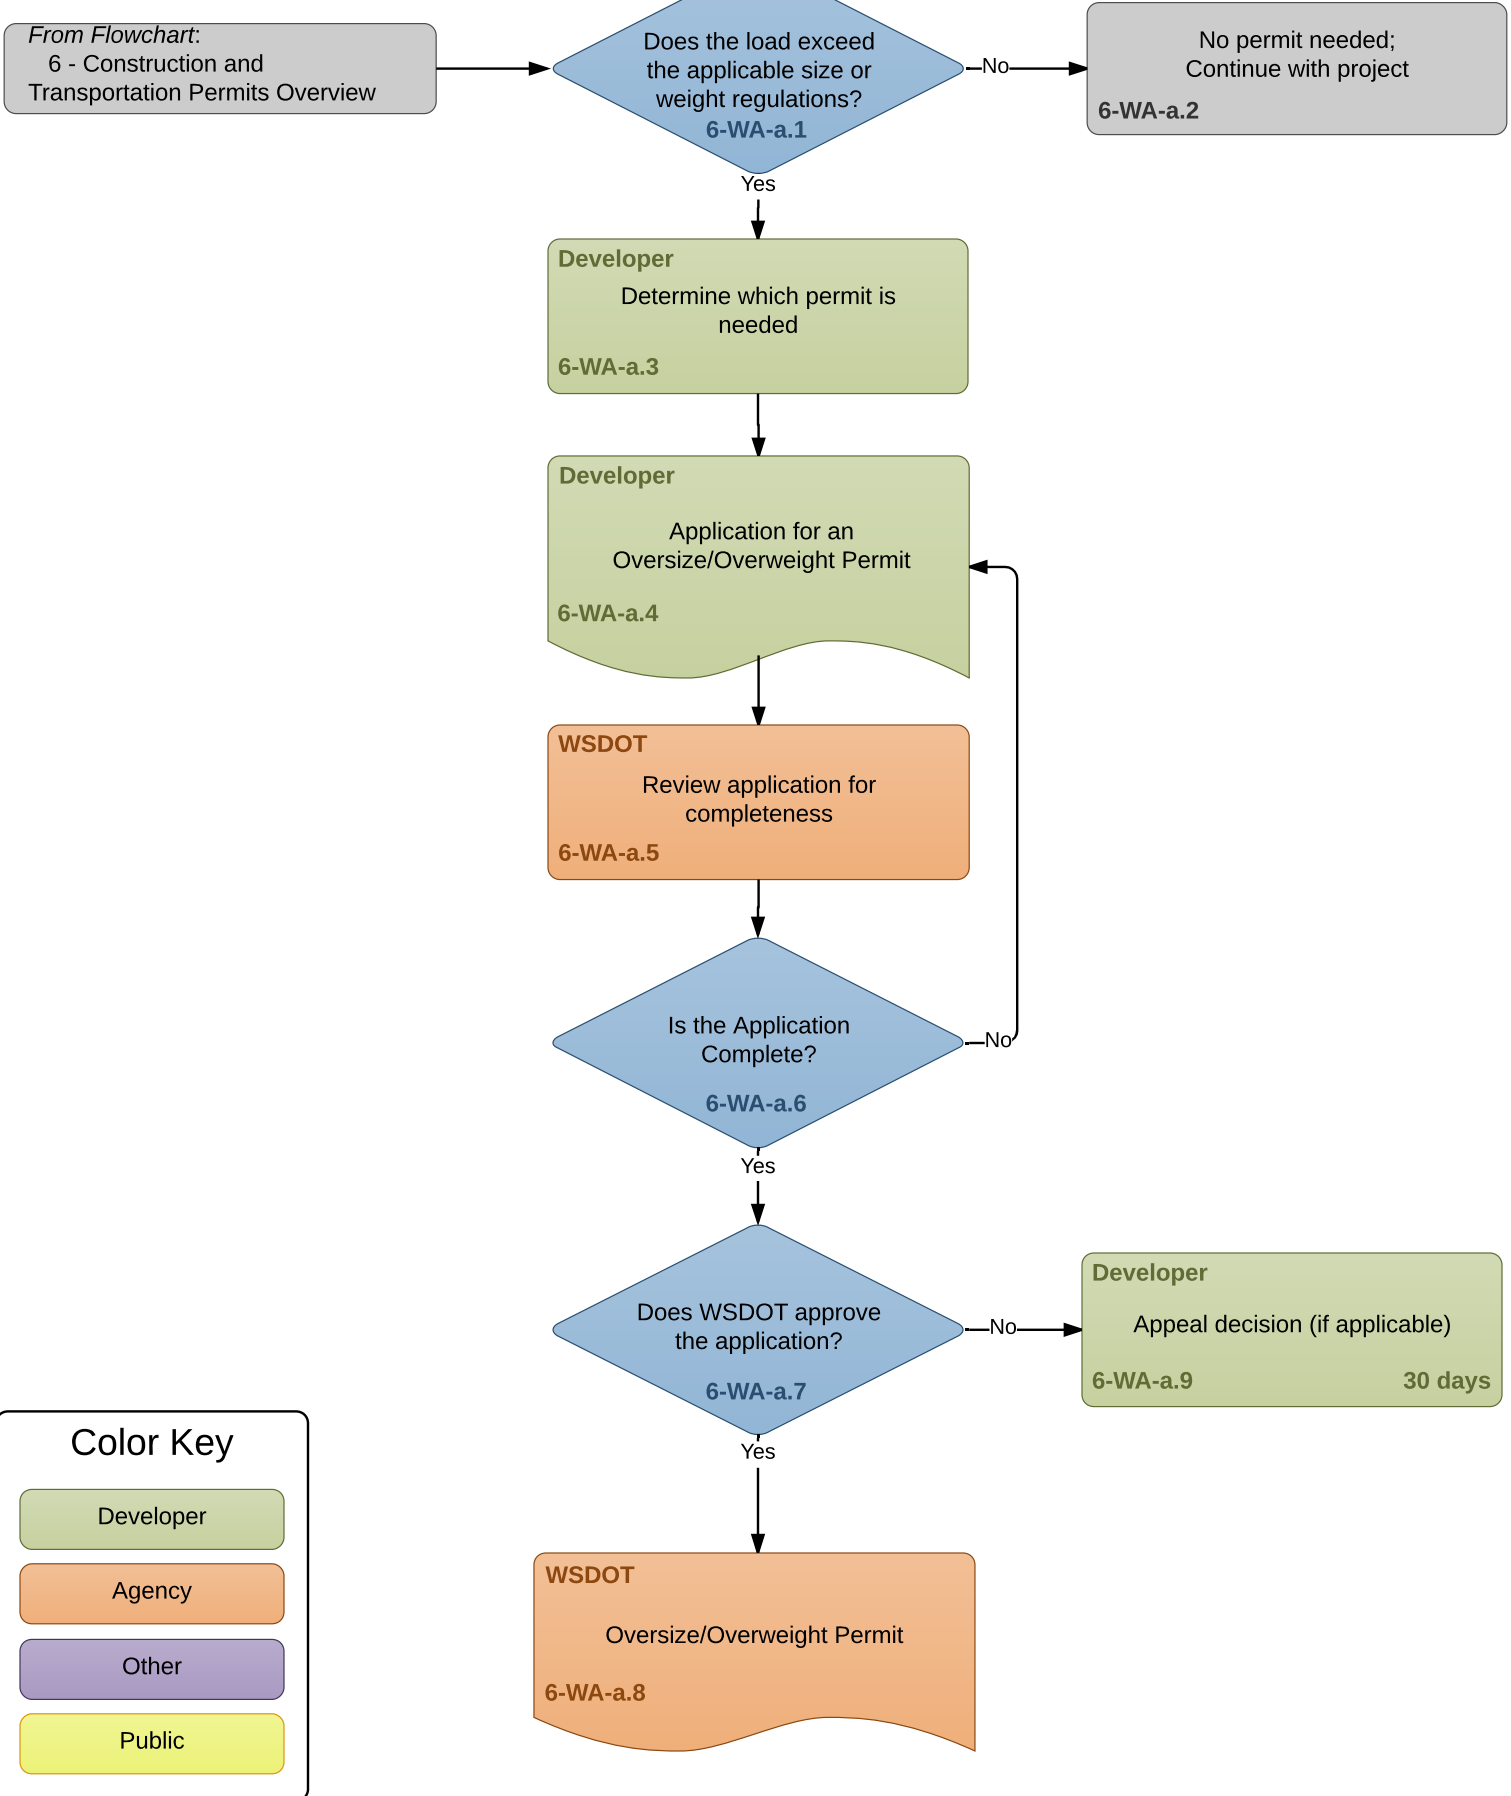 From Flowchart:
6 - Construction and
Transportation Permits Overview
Does the load exceed
the applicable size or
weight regulations?
6-WA-a.1
No
No permit needed;
Continue with project
6-WA-a.2
Yes
Developer
Determine which permit is
needed
6-WA-a.3
Developer
Application for an
Oversize/Overweight Permit
6-WA-a.4
WSDOT
Review application for
completeness
6-WA-a.5
Is the Application
Complete?
6-WA-a.6
No
Yes
Does WSDOT approve
the application?
6-WA-a.7
No
Developer
Appeal decision (if applicable)
6-WA-a.9 30 days
Yes
WSDOT
Oversize/Overweight Permit
6-WA-a.8
Color Key
Developer
Agency
Other
Public